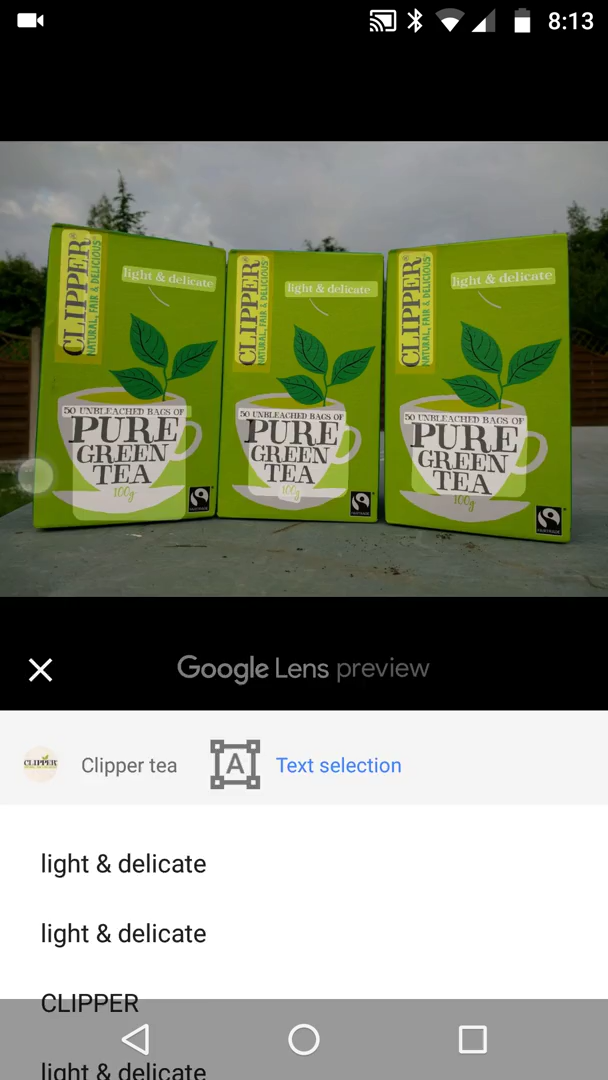 8:13
CLIPPER®
NATURAL, FAIR & DELICIOUS
light & delicate
50 UNBLEACHED BAGS OF
PURE
GREEN
TEA
100g
FAIRTRADE
CLIPPER®
NATURAL, FAIR & DELICIOUS
light & delicate
50 UNBLEACHED BAGS OF
PURE
GREEN
TEA
100g
FAIRTRADE
CLIPPER®
NATURAL, FAIR & DELICIOUS
light & delicate
50 UNBLEACHED BAGS OF
PURE
GREEN
TEA
100g
FAIRTRADE
Google Lens preview
CLIPPER
Clipper tea
A
Text selection
light & delicate
light & delicate
CLIPPER
light & delicate